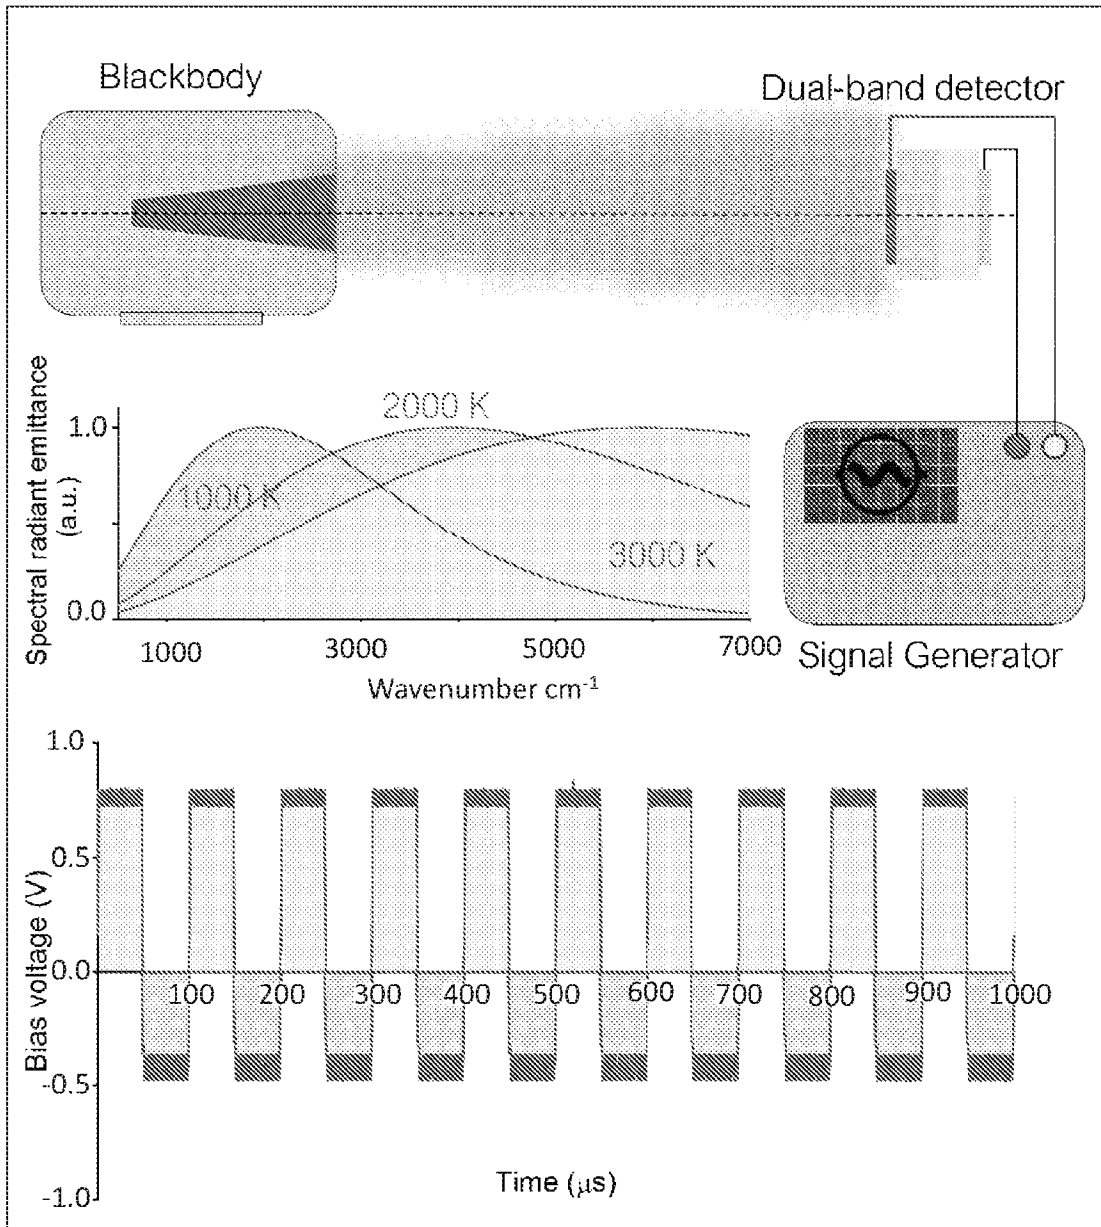 Blackbody
Dual-band detector
Spectral radiant emittance
(a.u.)
1.0
0.0
1000 K
2000 K
3000 K
1000
3000
5000
7000
Wavenumber cm⁻¹
Signal Generator
Bias voltage (V)
1.0
0.5
0.0
-0.5
-1.0
100
200
300
400
500
600
700
800
900
1000
Time (μs)